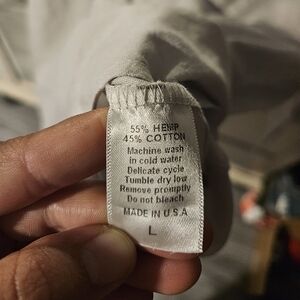 55% HEMP
45% COTTON
Machine wash
in cold water
Delicate cycle
Tumble dry low
Remove promptly
Do not bleach
MADE IN U.S.A
L